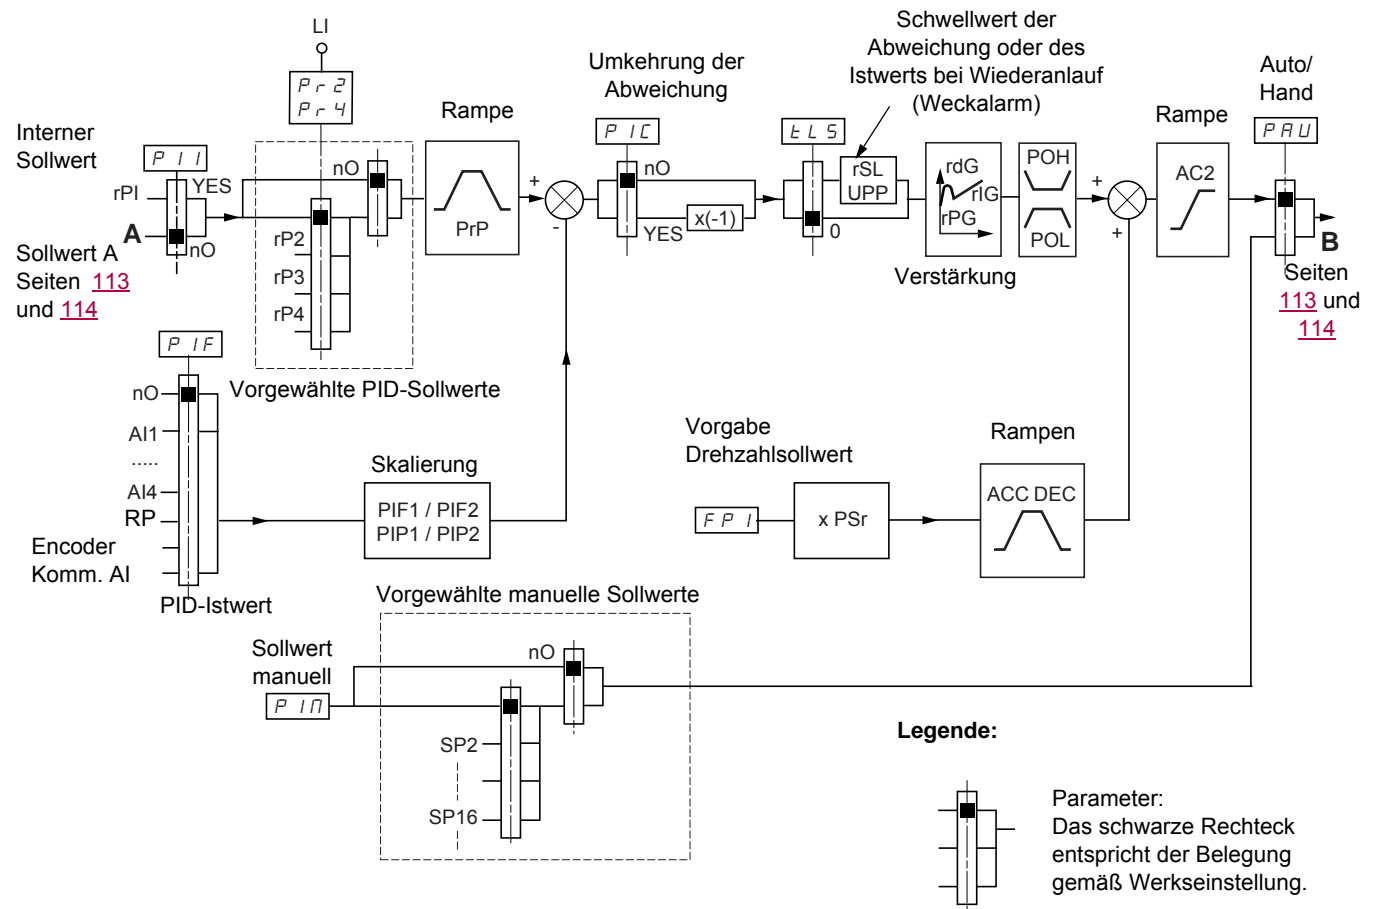 LI
Pr2
Pr4
Interner
Sollwert
PII
rPI
YES
A
nO
Sollwert A
Seiten 113
und 114
nO
rP2
rP3
rP4
Vorgewählte PID-Sollwerte
Rampe
PrP
+
-
Umkehrung der
Abweichung
PIC
nO
YES
x(-1)
tLS
0
Schwellwert der
Abweichung oder des
Istwerts bei Wiederanlauf
(Weckalarm)
rSL
UPP
rdG
rIG
rPG
Verstärkung
POH
POL
+
+
Rampe
AC2
Auto/
Hand
PAU
B
Seiten
113 und
114
PIF
nO
AI1
.....
AI4
RP
Encoder
Komm. AI
PID-Istwert
Skalierung
PIF1 / PIF2
PIP1 / PIP2
Vorgabe
Drehzahlsollwert
FPI
x PSr
Rampen
ACC DEC
Vorgewählte manuelle Sollwerte
Sollwert
manuell
PIM
nO
SP2
SP16
Legende:
Parameter:
Das schwarze Rechteck
entspricht der Belegung
gemäß Werkseinstellung.